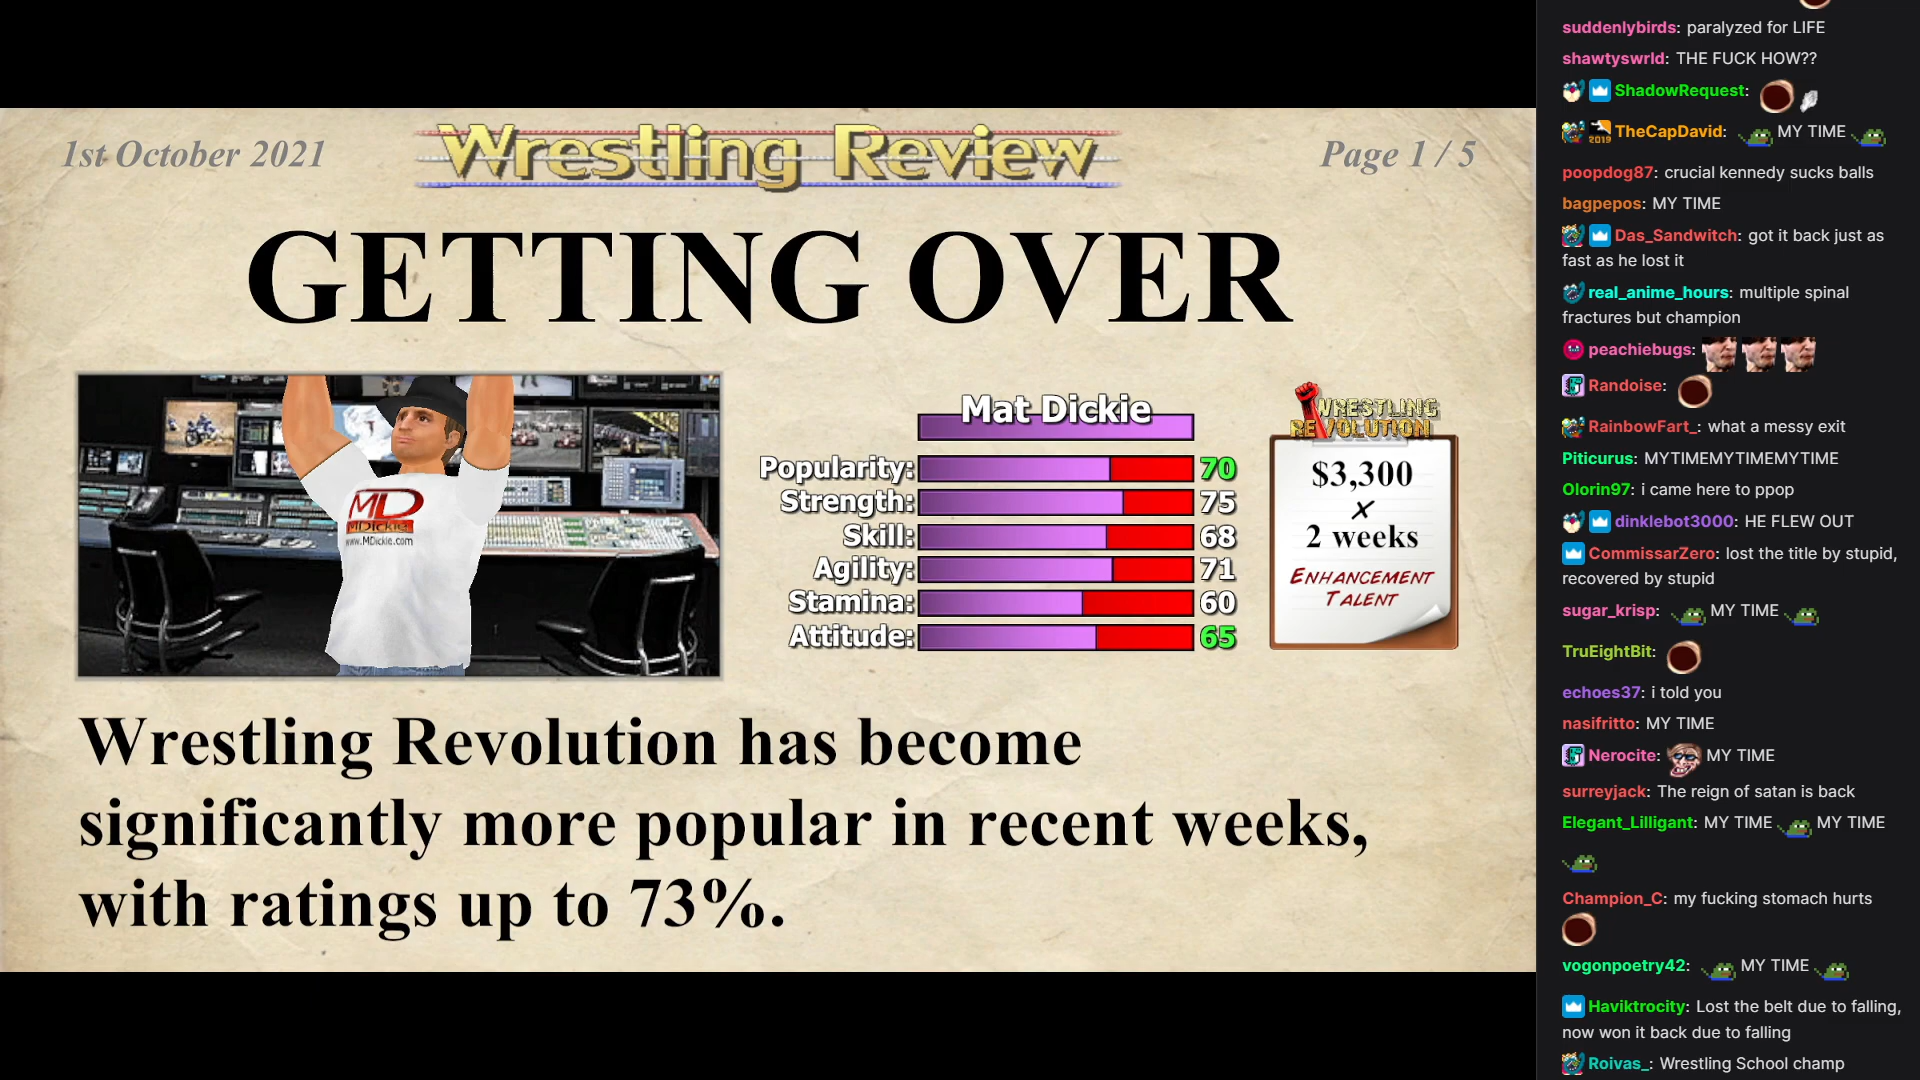 1st October 2021
Wrestling Review
Page 1 / 5
GETTING OVER
MD
MDickie
www.MDickie.com
Mat Dickie
Popularity: 70
Strength: 75
Skill: 68
Agility: 71
Stamina: 60
Attitude: 65
WRESTLING
REVOLUTION
$3,300
x
2 weeks
ENHANCEMENT
TALENT
Wrestling Revolution has become
significantly more popular in recent weeks,
with ratings up to 73%.
suddenlybirds: paralyzed for LIFE
shawtyswrld: THE FUCK HOW??
ShadowRequest:
2019 TheCapDavid: MY TIME
poopdog87: crucial kennedy sucks balls
bagpepos: MY TIME
Das_Sandwitch: got it back just as
fast as he lost it
real_anime_hours: multiple spinal
fractures but champion
peachiebugs:
Randoise:
RainbowFart_: what a messy exit
Piticurus: MYTIMEMYTIMEMYTIME
Olorin97: i came here to ppop
dinklebot3000: HE FLEW OUT
CommissarZero: lost the title by stupid,
recovered by stupid
sugar_krisp: MY TIME
TruEightBit:
echoes37: i told you
nasifritto: MY TIME
Nerocite: MY TIME
surreyjack: The reign of satan is back
Elegant_Lilligant: MY TIME MY TIME
Champion_C: my fucking stomach hurts
vogonpoetry42: MY TIME
Haviktrocity: Lost the belt due to falling,
now won it back due to falling
Roivas_: Wrestling School champ